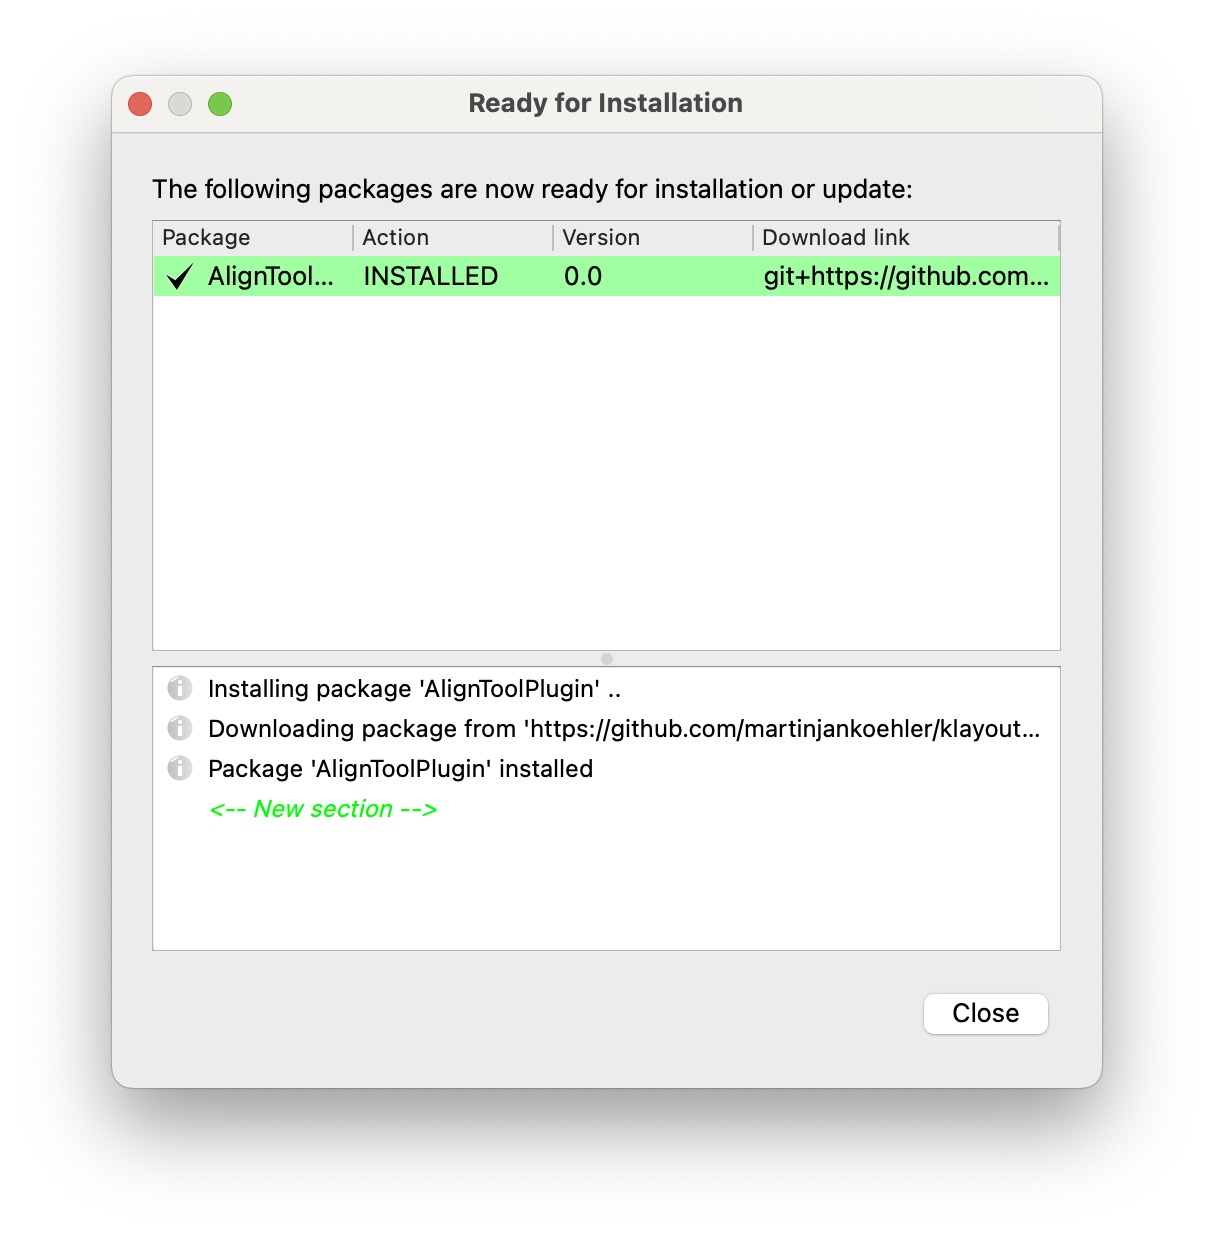 Ready for Installation
The following packages are now ready for installation or update:
Package Action Version Download link
AlignTool... INSTALLED 0.0 git+https://github.com...
Installing package 'AlignToolPlugin' ..
Downloading package from 'https://github.com/martinjankoehler/klayout...
Package 'AlignToolPlugin' installed
<-- New section -->
Close